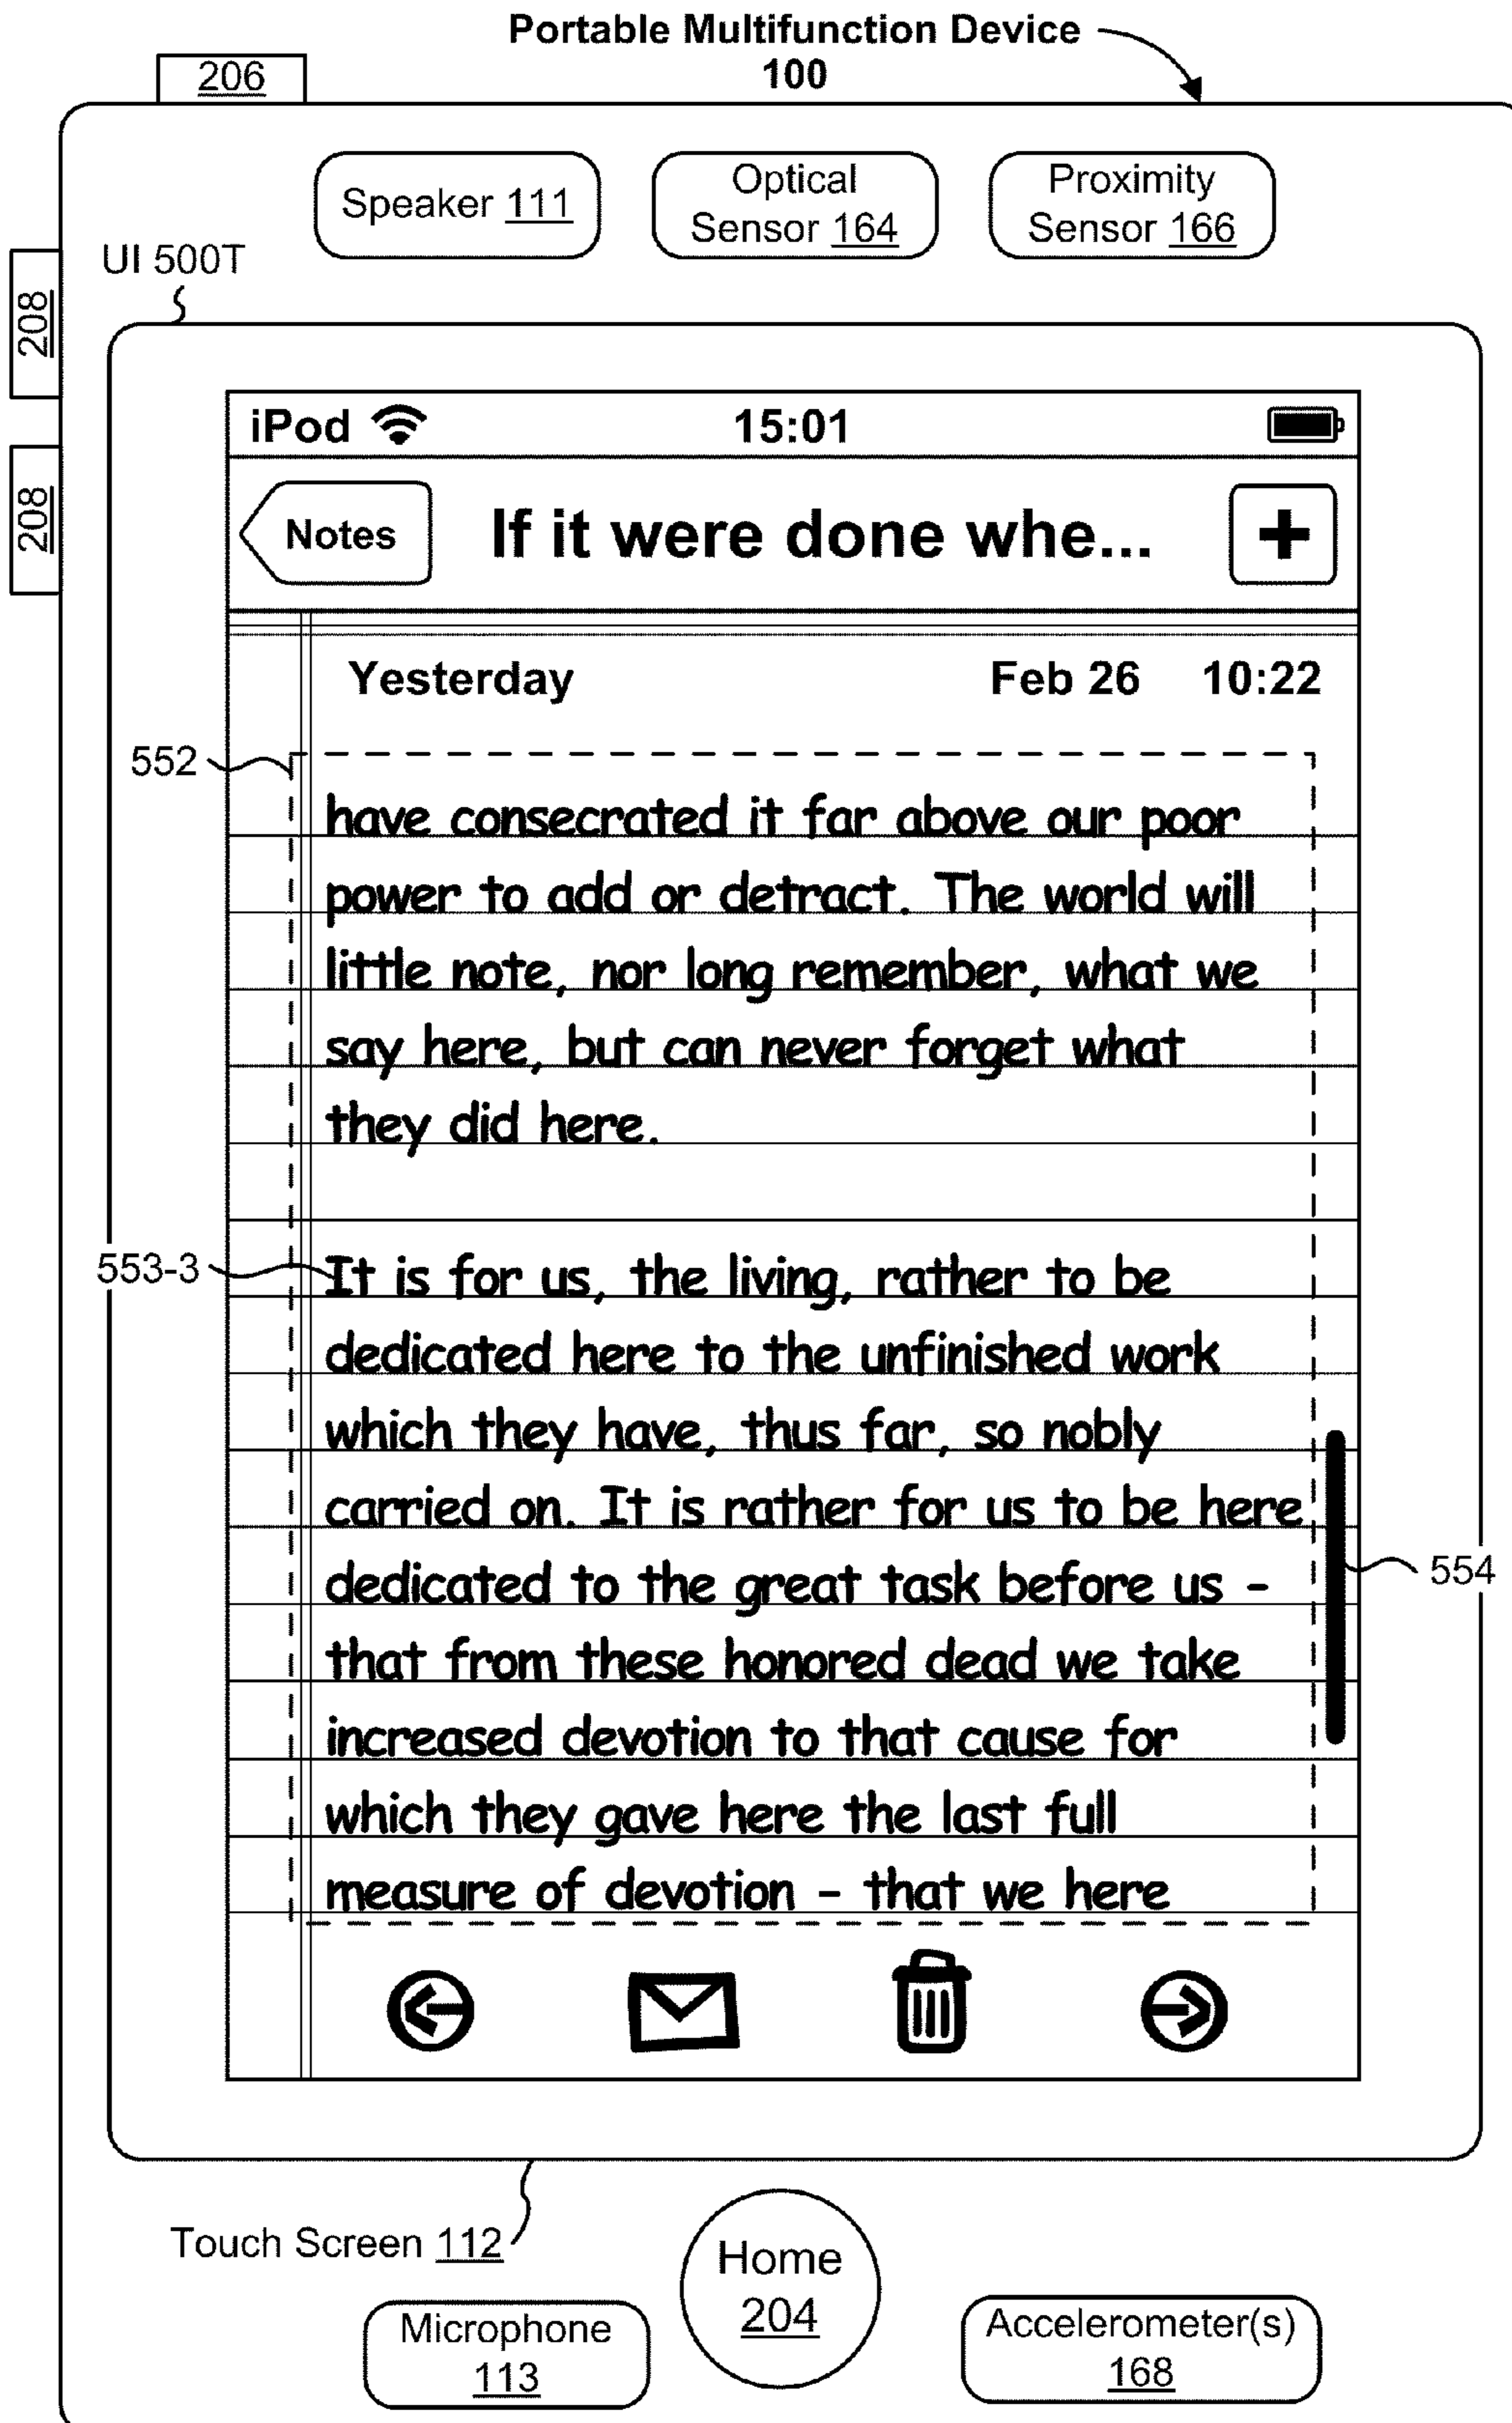 Portable Multifunction Device
100
206
Speaker 111
Optical
Sensor 164
Proximity
Sensor 166
UI 500T
208
208
iPod 15:01
Notes If it were done whe... +
Yesterday Feb 26 10:22
552
have consecrated it far above our poor
power to add or detract. The world will
little note, nor long remember, what we
say here, but can never forget what
they did here.
553-3
It is for us, the living, rather to be
dedicated here to the unfinished work
which they have, thus far, so nobly
carried on. It is rather for us to be here
dedicated to the great task before us -
554
that from these honored dead we take
increased devotion to that cause for
which they gave here the last full
measure of devotion - that we here
Touch Screen 112
Home
204
Microphone
113
Accelerometer(s)
168